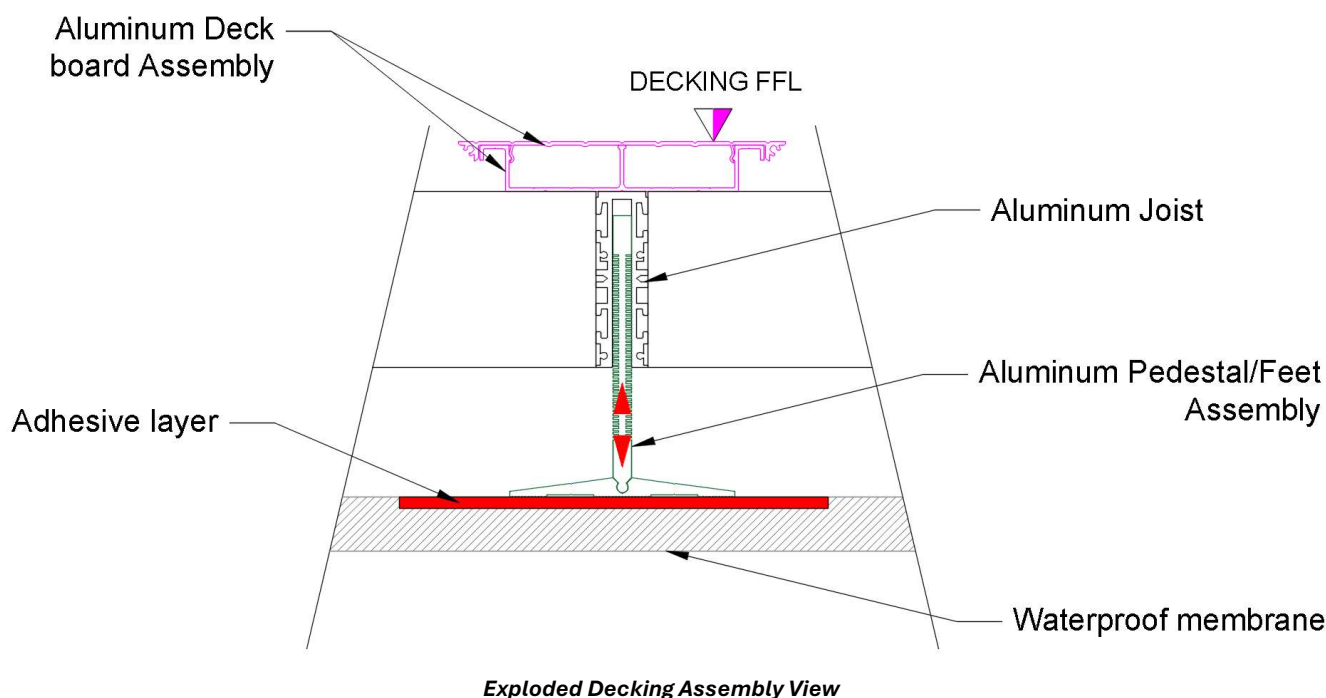 Aluminum Deck
board Assembly
DECKING FFL
Aluminum Joist
Aluminum Pedestal/Feet
Assembly
Adhesive layer
Waterproof membrane
Exploded Decking Assembly View